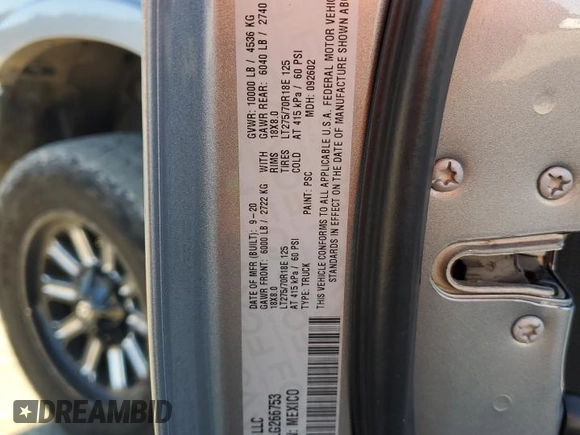 GVWR: 10000 LB / 4536 KG
DATE OF MFR (BUILT): 9-20
GAWR FRONT: 6000 LB / 2722 KG WITH GAWR REAR: 6040 LB / 2740
18X8.0 RIMS 18X8.0
LT275/70R18E 125 TIRES LT275/70R18E 125
AT 415 kPa / 60 PSI COLD AT 415 kPa / 60 PSI
TYPE: TRUCK PAINT: PSC MDH: 092602
THIS VEHICLE CONFORMS TO ALL APPLICABLE U.S.A. FEDERAL MOTOR VEHIC
STANDARDS IN EFFECT ON THE DATE OF MANUFACTURE SHOWN ABO
LLC
G266753
MEXICO
DREAMBID